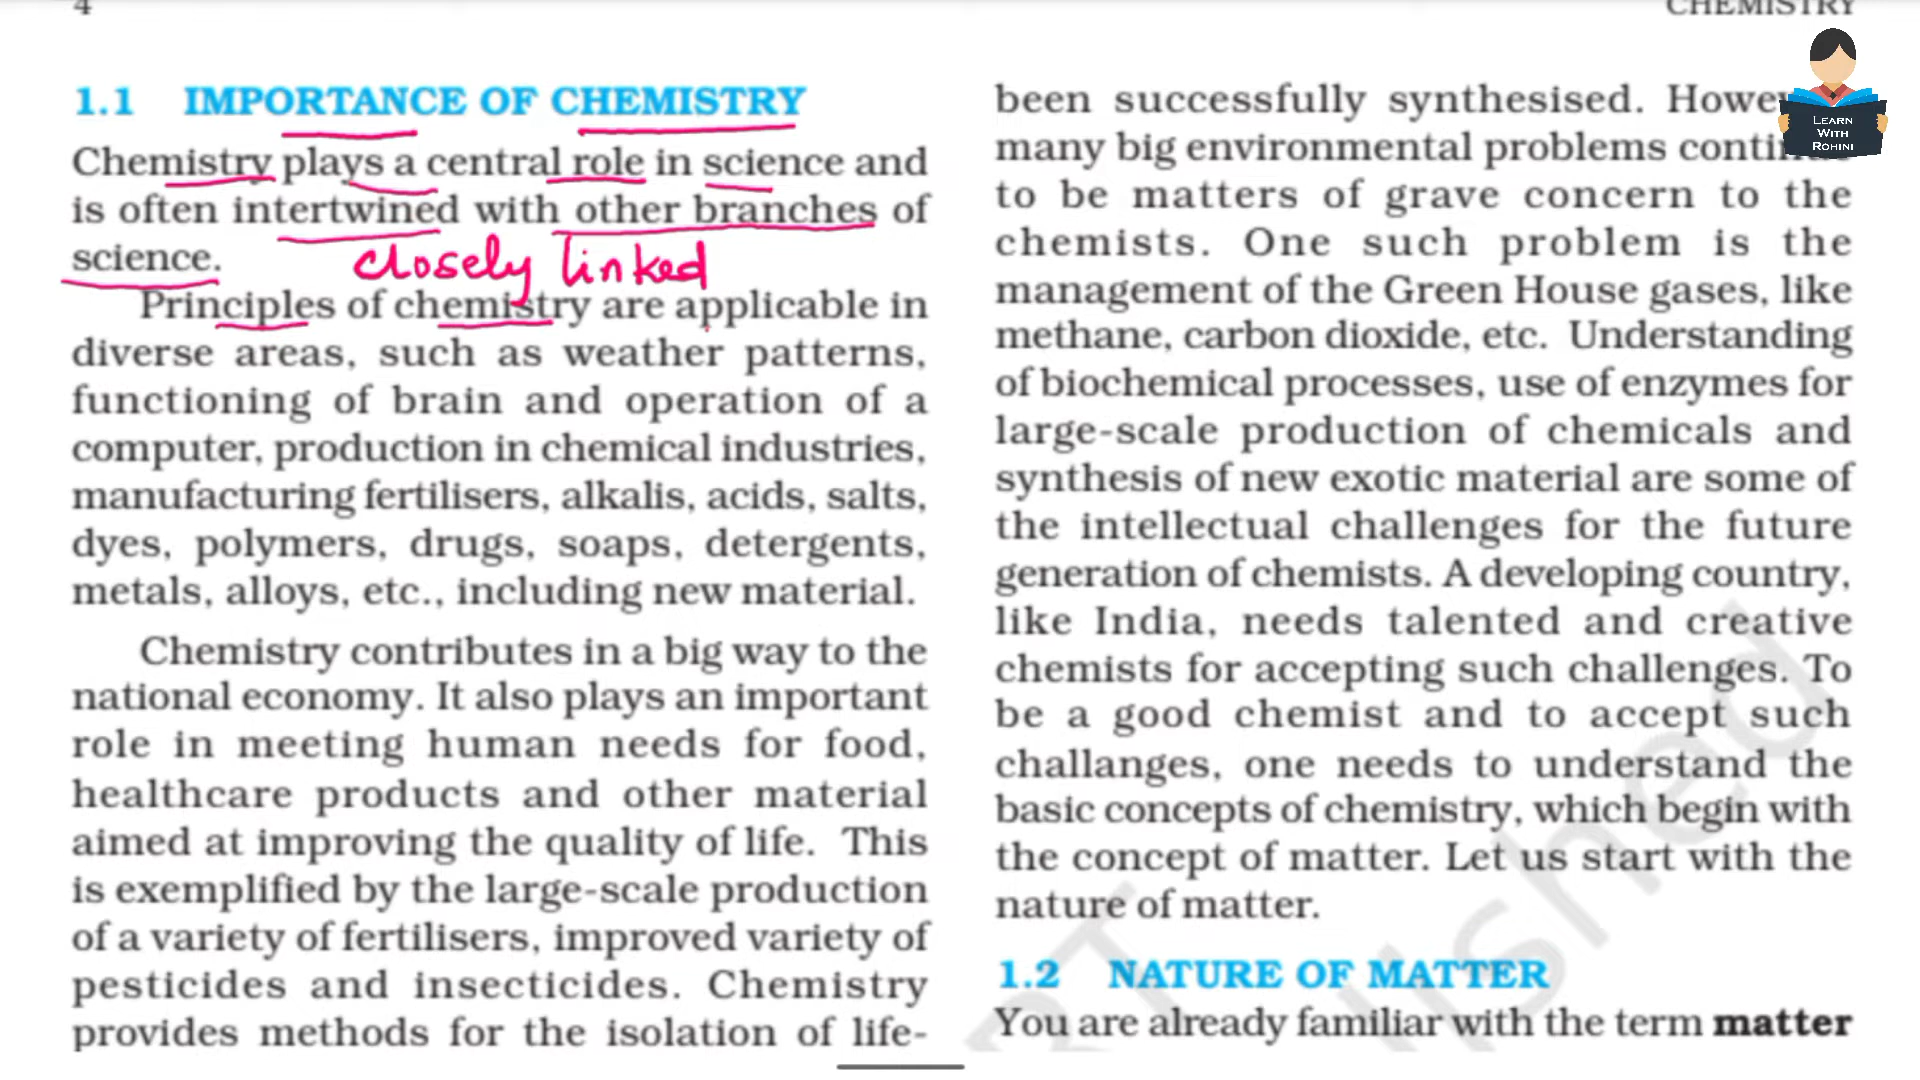 4
CHEMISTRY
LEARN
WITH
ROHINI
1.1 IMPORTANCE OF CHEMISTRY
Chemistry plays a central role in science and
is often intertwined with other branches of
science.
closely linked
Principles of chemistry are applicable in
diverse areas, such as weather patterns,
functioning of brain and operation of a
computer, production in chemical industries,
manufacturing fertilisers, alkalis, acids, salts,
dyes, polymers, drugs, soaps, detergents,
metals, alloys, etc., including new material.
Chemistry contributes in a big way to the
national economy. It also plays an important
role in meeting human needs for food,
healthcare products and other material
aimed at improving the quality of life. This
is exemplified by the large-scale production
of a variety of fertilisers, improved variety of
pesticides and insecticides. Chemistry
provides methods for the isolation of life-
been successfully synthesised. Howe
many big environmental problems conti
to be matters of grave concern to the
chemists. One such problem is the
management of the Green House gases, like
methane, carbon dioxide, etc. Understanding
of biochemical processes, use of enzymes for
large-scale production of chemicals and
synthesis of new exotic material are some of
the intellectual challenges for the future
generation of chemists. A developing country,
like India, needs talented and creative
chemists for accepting such challenges. To
be a good chemist and to accept such
challanges, one needs to understand the
basic concepts of chemistry, which begin with
the concept of matter. Let us start with the
nature of matter.
1.2 NATURE OF MATTER
You are already familiar with the term matter